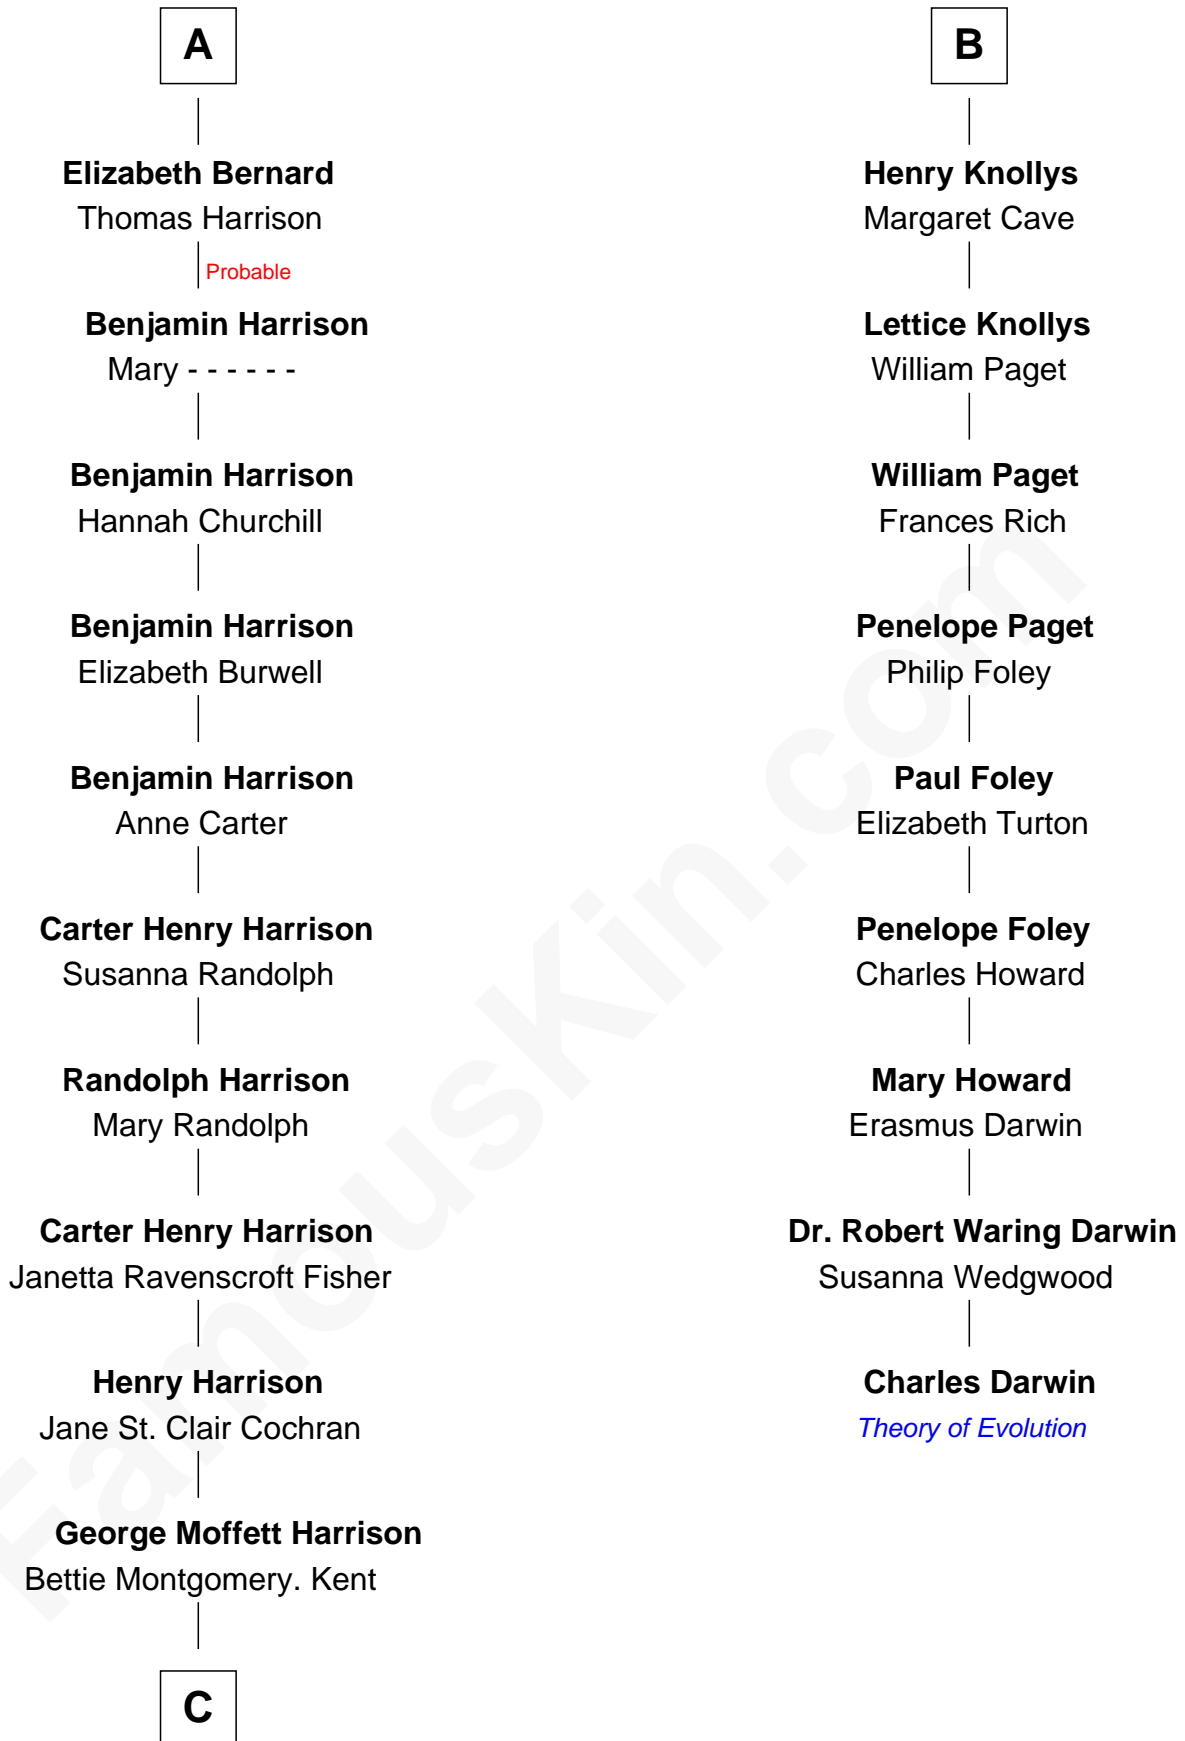 A
Elizabeth Bernard
Thomas Harrison
Probable
Benjamin Harrison
Mary - - - - - -
Benjamin Harrison
Hannah Churchill
Benjamin Harrison
Elizabeth Burwell
Benjamin Harrison
Anne Carter
Carter Henry Harrison
Susanna Randolph
Randolph Harrison
Mary Randolph
Carter Henry Harrison
Janetta Ravenscroft Fisher
Henry Harrison
Jane St. Clair Cochran
George Moffett Harrison
Bettie Montgomery. Kent
C
B
Henry Knollys
Margaret Cave
Lettice Knollys
William Paget
William Paget
Frances Rich
Penelope Paget
Philip Foley
Paul Foley
Elizabeth Turton
Penelope Foley
Charles Howard
Mary Howard
Erasmus Darwin
Dr. Robert Waring Darwin
Susanna Wedgwood
Charles Darwin
Theory of Evolution
FamousKin.com